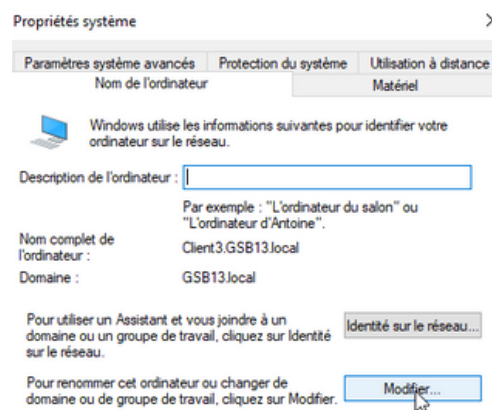 Propriétés système
Paramètres système avancés
Protection du système
Utilisation à distance
Nom de l'ordinateur
Matériel
Windows utilise les informations suivantes pour identifier votre
ordinateur sur le réseau.
Description de l'ordinateur :
Par exemple : "L'ordinateur du salon" ou
"L'ordinateur d'Antoine".
Nom complet de
l'ordinateur :
Client3.GSB13.local
Domaine :
GSB13.local
Pour utiliser un Assistant et vous joindre à un
domaine ou un groupe de travail, cliquez sur Identité
sur le réseau.
Identité sur le réseau...
Pour renommer cet ordinateur ou changer de
domaine ou de groupe de travail, cliquez sur Modifier.
Modifier...